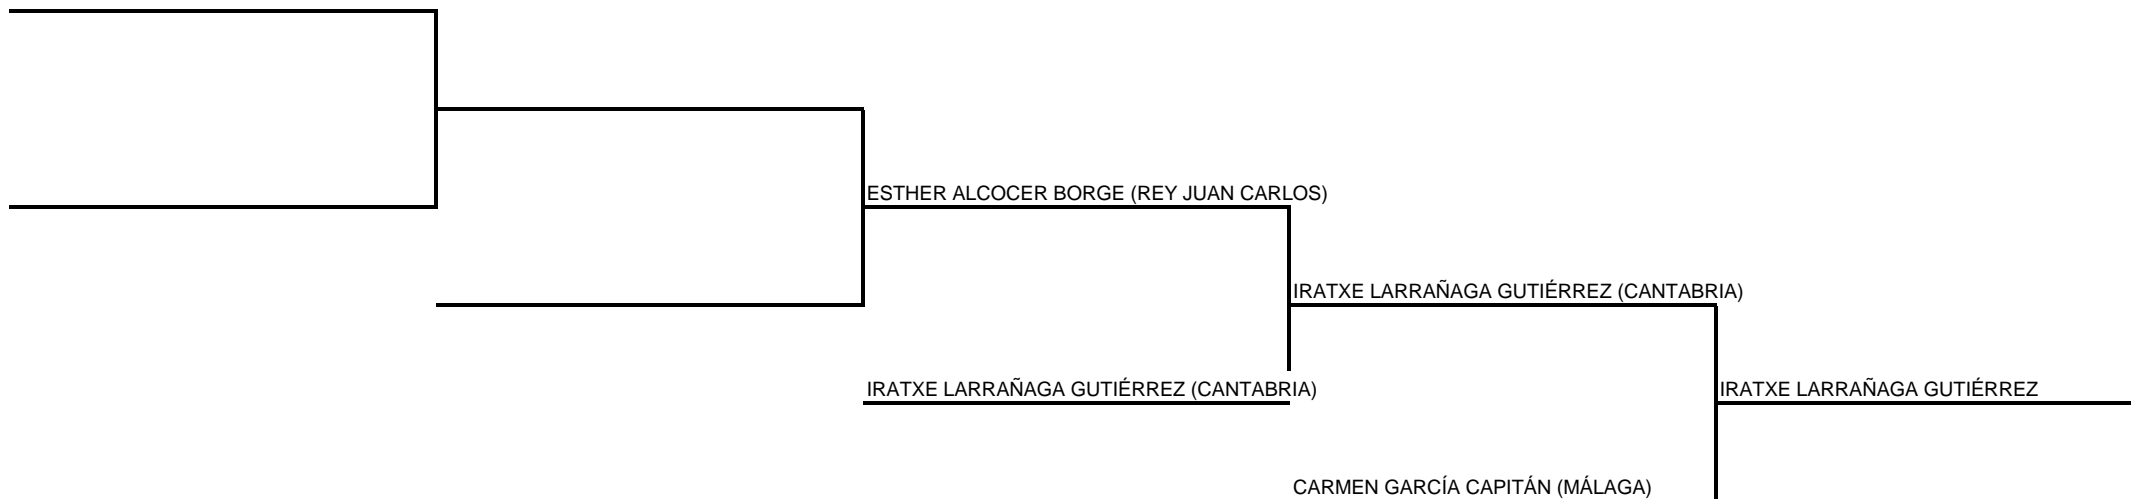 ESTHER ALCOCER BORGE (REY JUAN CARLOS)
IRATXE LARRAÑAGA GUTIÉRREZ (CANTABRIA)
IRATXE LARRAÑAGA GUTIÉRREZ (CANTABRIA)
IRATXE LARRAÑAGA GUTIÉRREZ
CARMEN GARCÍA CAPITÁN (MÁLAGA)